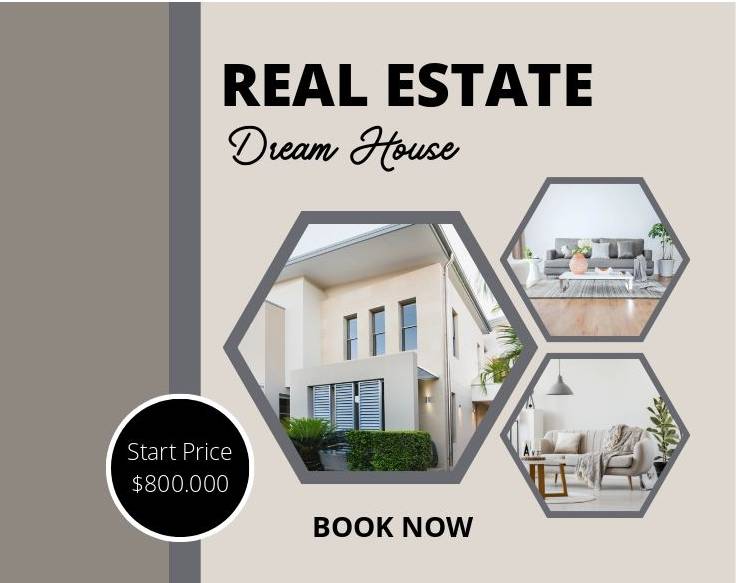 REAL ESTATE
Dream House
Start Price
$800.000
BOOK NOW